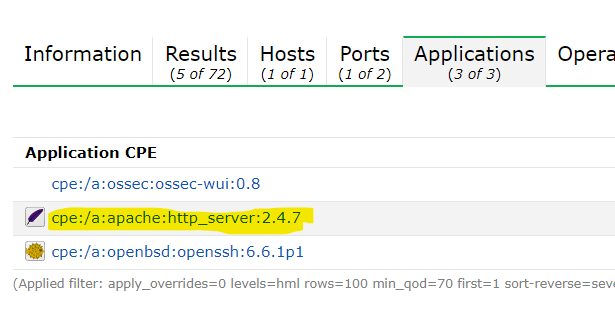 Information Results Hosts Ports Applications Opera
(5 of 72) (1 of 1) (1 of 2) (3 of 3)
Application CPE
cpe:/a:ossec:ossec-wui:0.8
cpe:/a:apache:http_server:2.4.7
cpe:/a:openbsd:openssh:6.6.1p1
(Applied filter: apply_overrides=0 levels=hml rows=100 min_qod=70 first=1 sort-reverse=seve